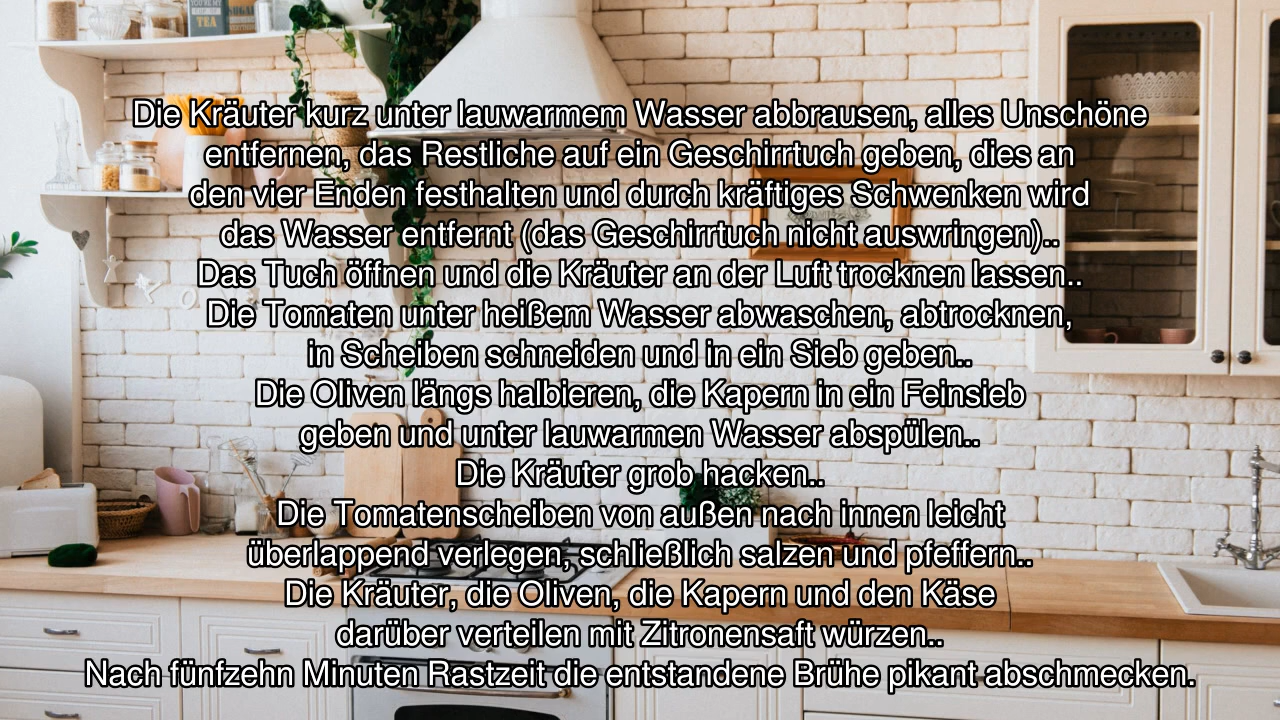 YOU'RE MY
TEA
SUGAR
Die Kräuter kurz unter lauwarmem Wasser abbrausen, alles Unschöne
entfernen, das Restliche auf ein Geschirrtuch geben, dies an
den vier Enden festhalten und durch kräftiges Schwenken wird
das Wasser entfernt (das Geschirrtuch nicht auswringen)..
Das Tuch öffnen und die Kräuter an der Luft trocknen lassen..
Die Tomaten unter heißem Wasser abwaschen, abtrocknen,
in Scheiben schneiden und in ein Sieb geben..
Die Oliven längs halbieren, die Kapern in ein Feinsieb
geben und unter lauwarmen Wasser abspülen..
Die Kräuter grob hacken..
Die Tomatenscheiben von außen nach innen leicht
überlappend verlegen, schließlich salzen und pfeffern..
Die Kräuter, die Oliven, die Kapern und den Käse
darüber verteilen mit Zitronensaft würzen..
Nach fünfzehn Minuten Rastzeit die entstandene Brühe pikant abschmecken.